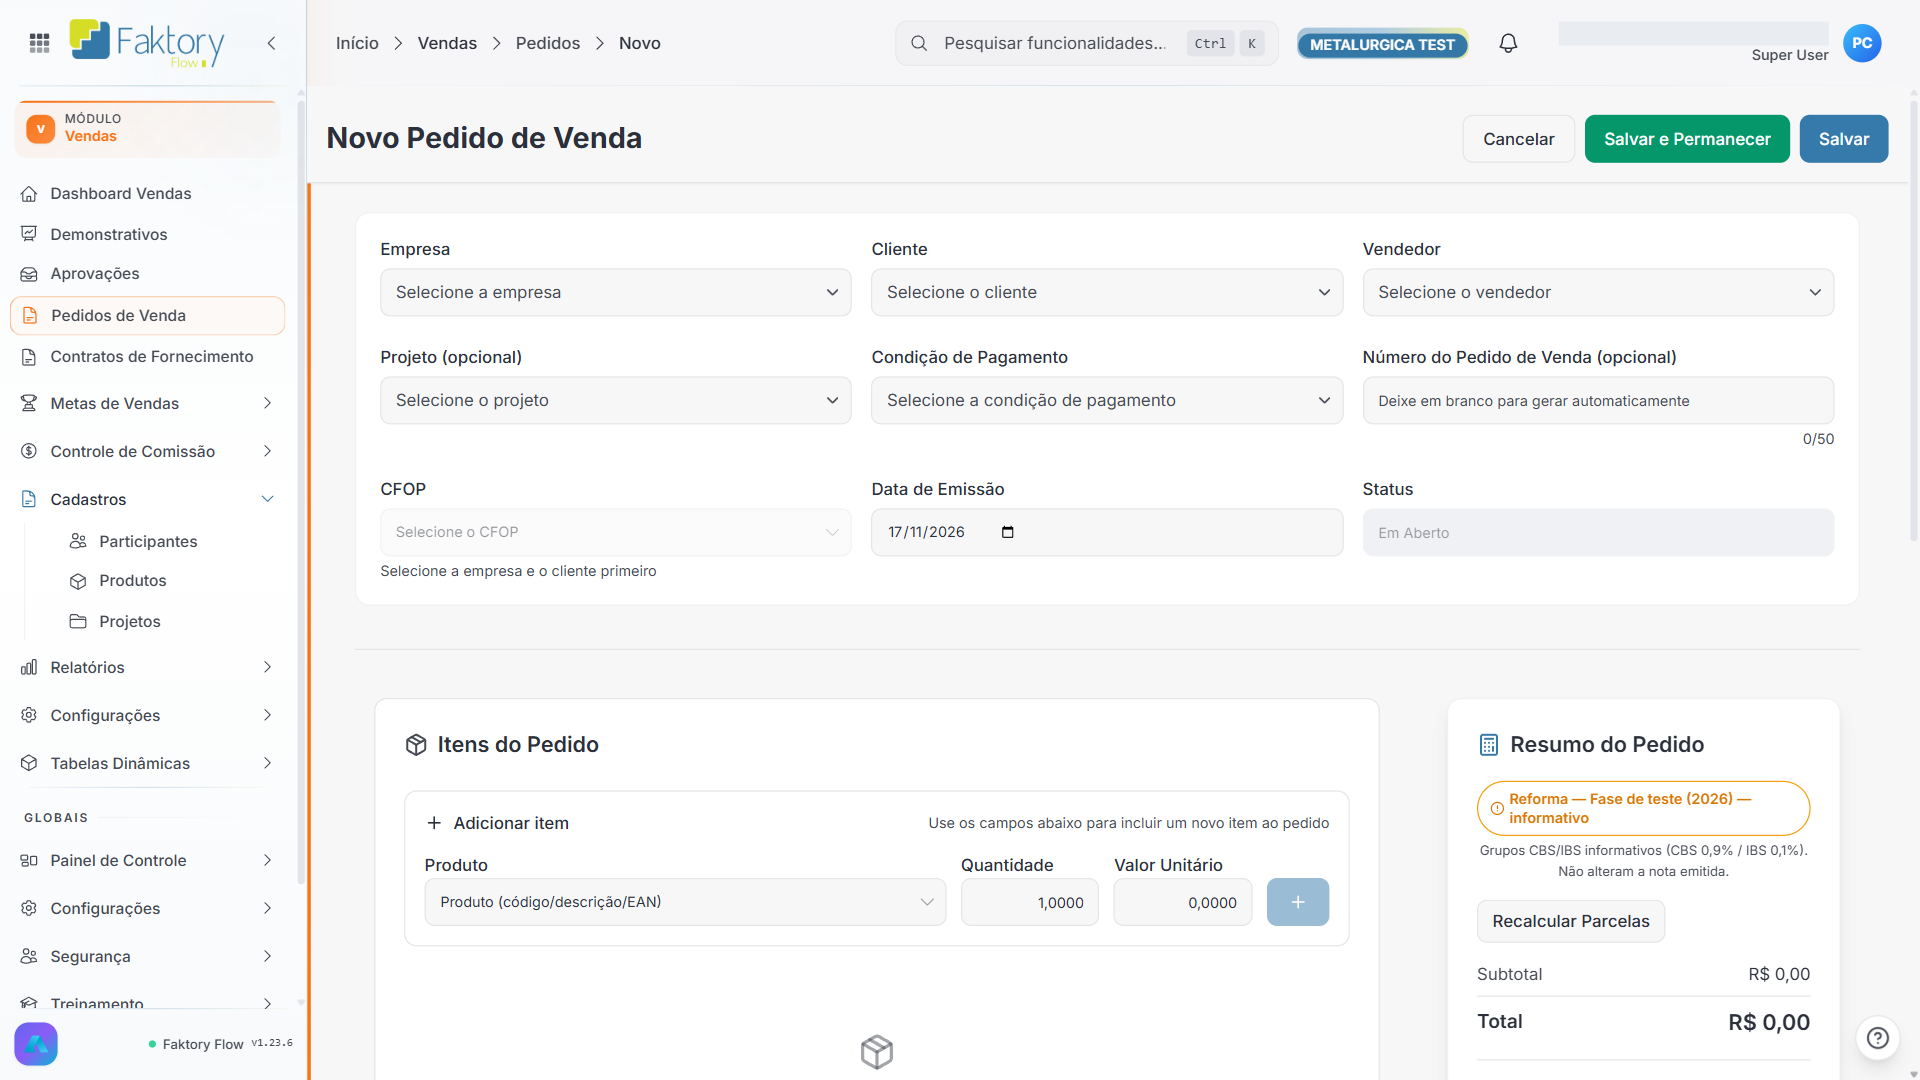 Faktory
Flow
Início > Vendas > Pedidos > Novo
Pesquisar funcionalidades...
Ctrl K
METALURGICA TEST
Super User
PC
V
MÓDULO
Vendas
Dashboard Vendas
Demonstrativos
Aprovações
Pedidos de Venda
Contratos de Fornecimento
Metas de Vendas
Controle de Comissão
Cadastros
Participantes
Produtos
Projetos
Relatórios
Configurações
Tabelas Dinâmicas
GLOBAIS
Painel de Controle
Configurações
Segurança
Treinamento
Faktory Flow v1.23.6
Novo Pedido de Venda
Cancelar
Salvar e Permanecer
Salvar
Empresa
Selecione a empresa
Cliente
Selecione o cliente
Vendedor
Selecione o vendedor
Projeto (opcional)
Selecione o projeto
Condição de Pagamento
Selecione a condição de pagamento
Número do Pedido de Venda (opcional)
Deixe em branco para gerar automaticamente
0/50
CFOP
Selecione o CFOP
Selecione a empresa e o cliente primeiro
Data de Emissão
17/11/2026
Status
Em Aberto
Itens do Pedido
+ Adicionar item
Use os campos abaixo para incluir um novo item ao pedido
Produto
Produto (código/descrição/EAN)
Quantidade
1,0000
Valor Unitário
0,0000
+
Resumo do Pedido
Reforma — Fase de teste (2026) —
informativo
Grupos CBS/IBS informativos (CBS 0,9% / IBS 0,1%).
Não alteram a nota emitida.
Recalcular Parcelas
Subtotal R$ 0,00
Total R$ 0,00